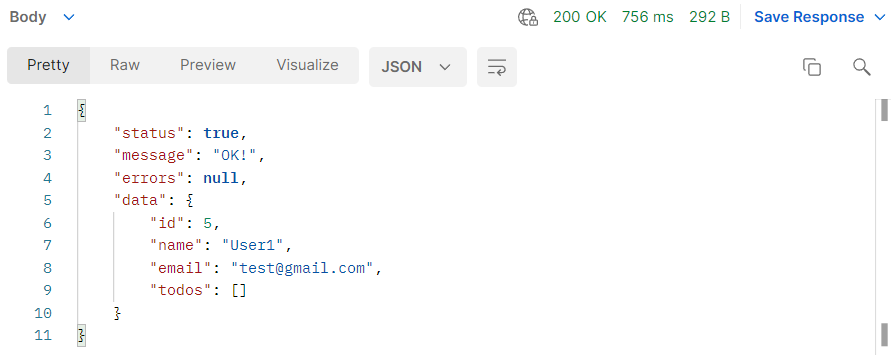 Body 200 OK 756 ms 292 B Save Response
Pretty Raw Preview Visualize JSON
1 {
2 "status": true,
3 "message": "OK!",
4 "errors": null,
5 "data": {
6 "id": 5,
7 "name": "User1",
8 "email": "test@gmail.com",
9 "todos": []
10 }
11 }